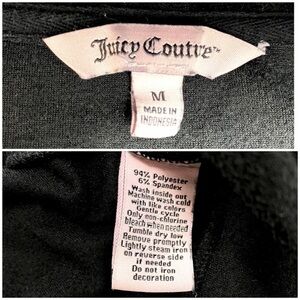 Juicy Couture™
M
MADE IN
INDONESIA
94% Polyester
6% Spandex
Wash inside out
Machine wash cold
with like colors
Gentle cycle
Only non-chlorine
bleach when needed
Tumble dry low
Remove promptly
Lightly steam iron
on reverse side
if needed
Do not iron
decoration